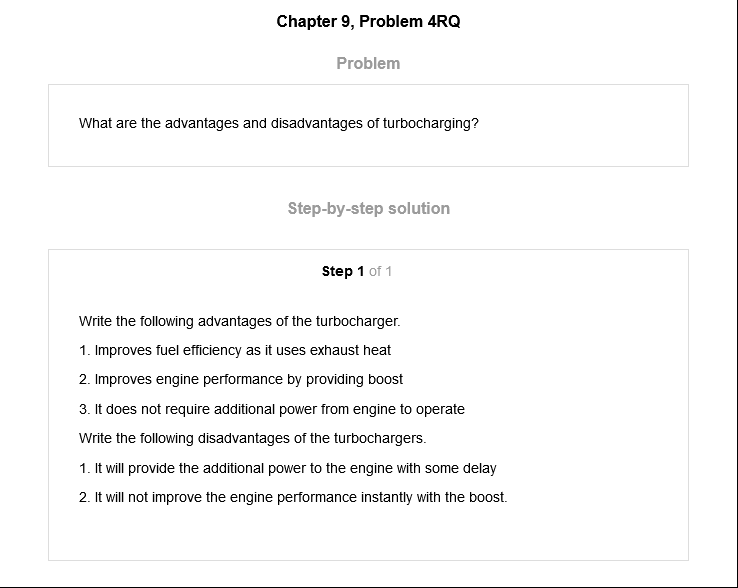 Chapter 9, Problem 4RQ
Problem
What are the advantages and disadvantages of turbocharging?
Step-by-step solution
Step 1 of 1
Write the following advantages of the turbocharger.
1. Improves fuel efficiency as it uses exhaust heat
2. Improves engine performance by providing boost
3. It does not require additional power from engine to operate
Write the following disadvantages of the turbochargers.
1. It will provide the additional power to the engine with some delay
2. It will not improve the engine performance instantly with the boost.